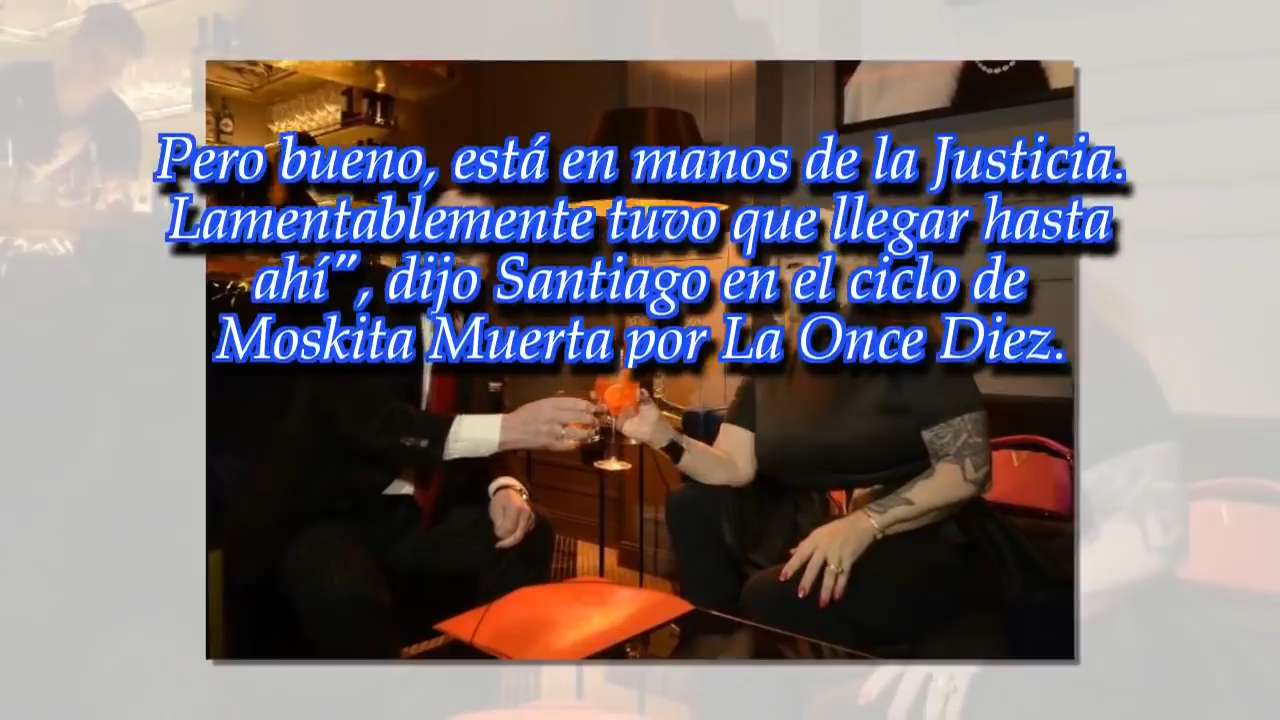 Pero bueno, está en manos de la Justicia.
Lamentablemente tuvo que llegar hasta
ahí”, dijo Santiago en el ciclo de
Moskita Muerta por La Once Diez.